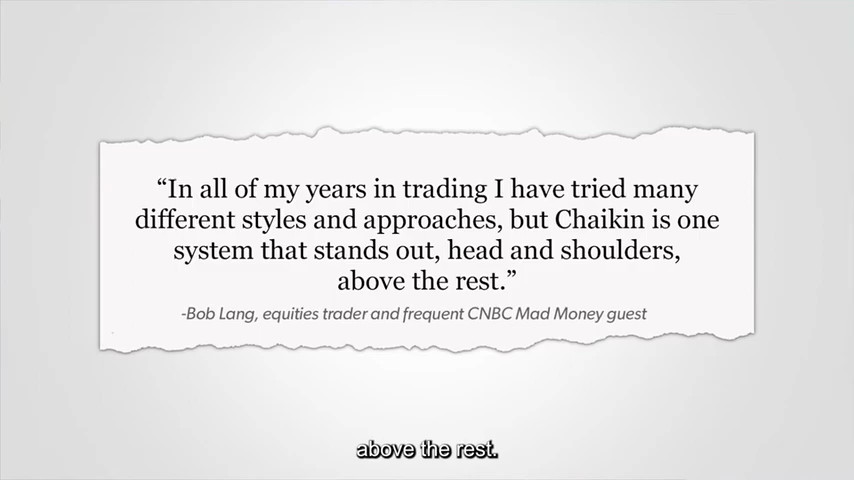 “In all of my years in trading I have tried many
different styles and approaches, but Chaikin is one
system that stands out, head and shoulders,
above the rest.”
-Bob Lang, equities trader and frequent CNBC Mad Money guest
above the rest.